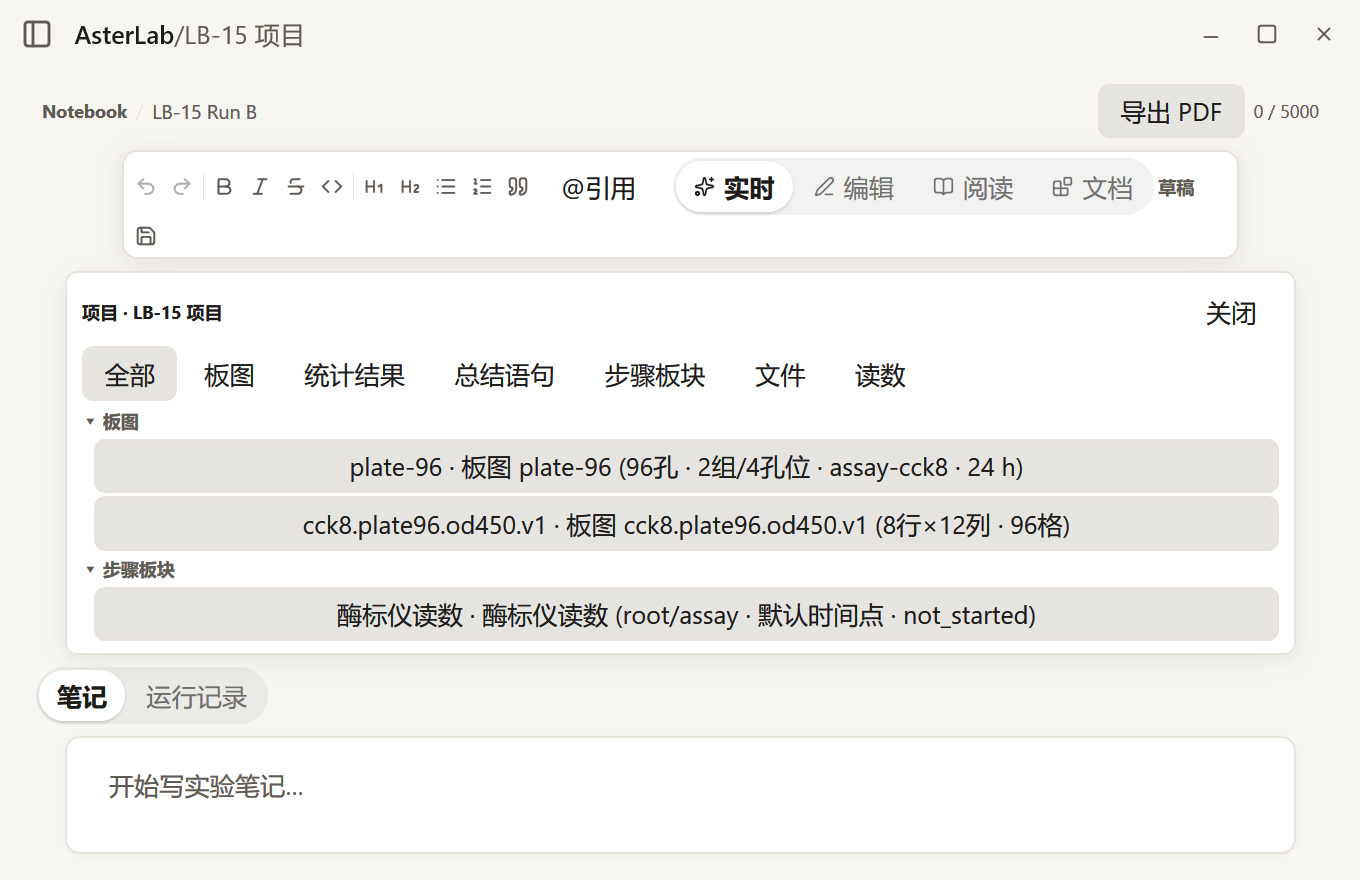 AsterLab/LB-15 项目
Notebook / LB-15 Run B
导出 PDF 0 / 5000
B I S <> H1 H2 @引用 实时 编辑 阅读 文档 草稿
项目 · LB-15 项目 关闭
全部 板图 统计结果 总结语句 步骤板块 文件 读数
板图
plate-96 · 板图 plate-96 (96孔 · 2组/4孔位 · assay-cck8 · 24 h)
cck8.plate96.od450.v1 · 板图 cck8.plate96.od450.v1 (8行×12列 · 96格)
步骤板块
酶标仪读数 · 酶标仪读数 (root/assay · 默认时间点 · not_started)
笔记 运行记录
开始写实验笔记...